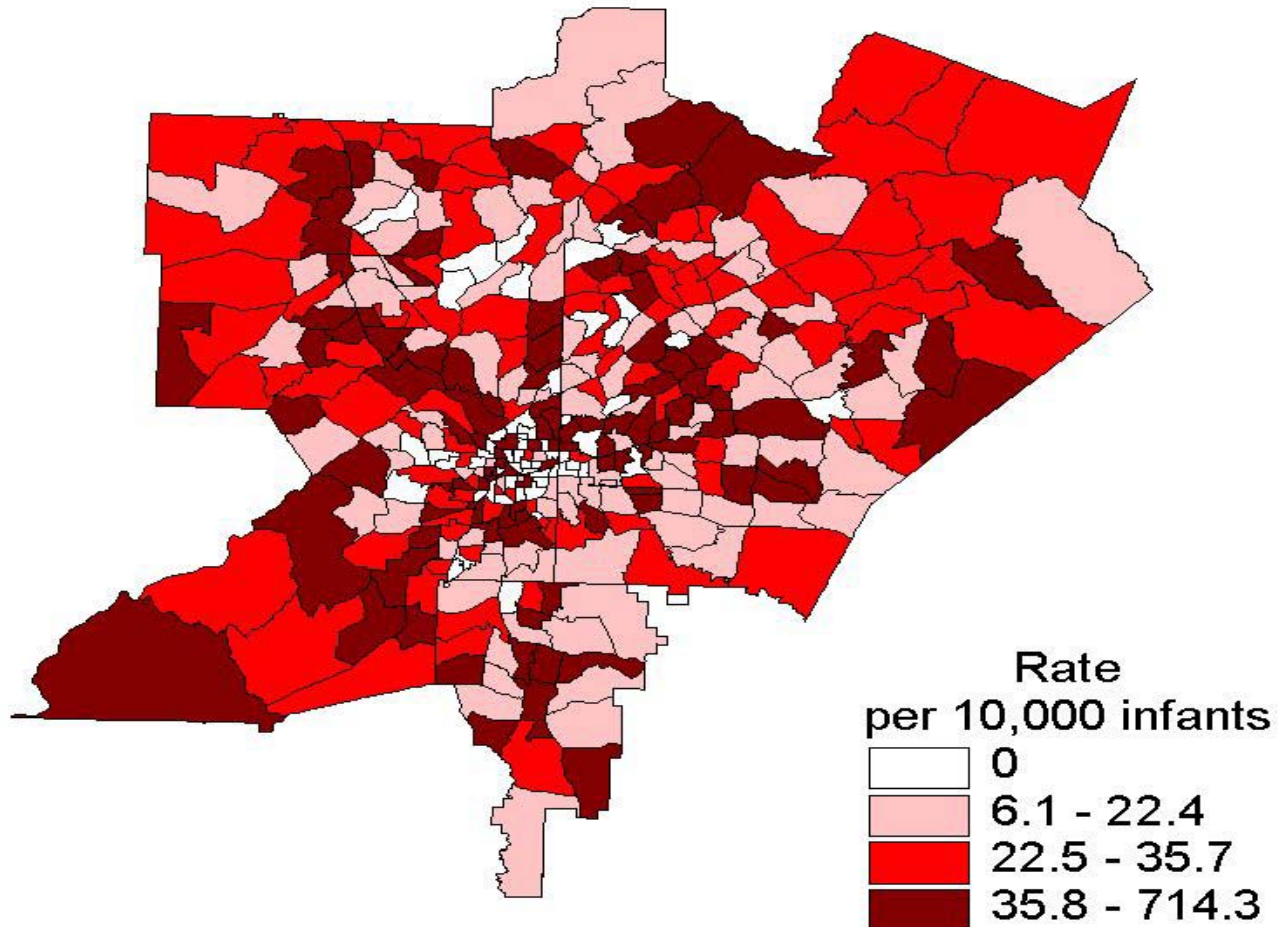 Rate
per 10,000 infants
0
6.1 - 22.4
22.5 - 35.7
35.8 - 714.3